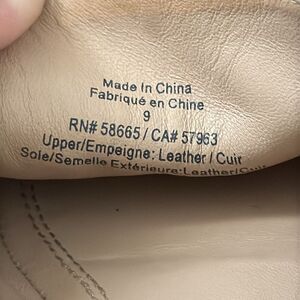 Made In China
Fabriqué en Chine
9
RN# 58665 / CA# 57963
Upper/Empeigne: Leather / Cuir
Sole/Semelle Extérieure: Leather/Cuir